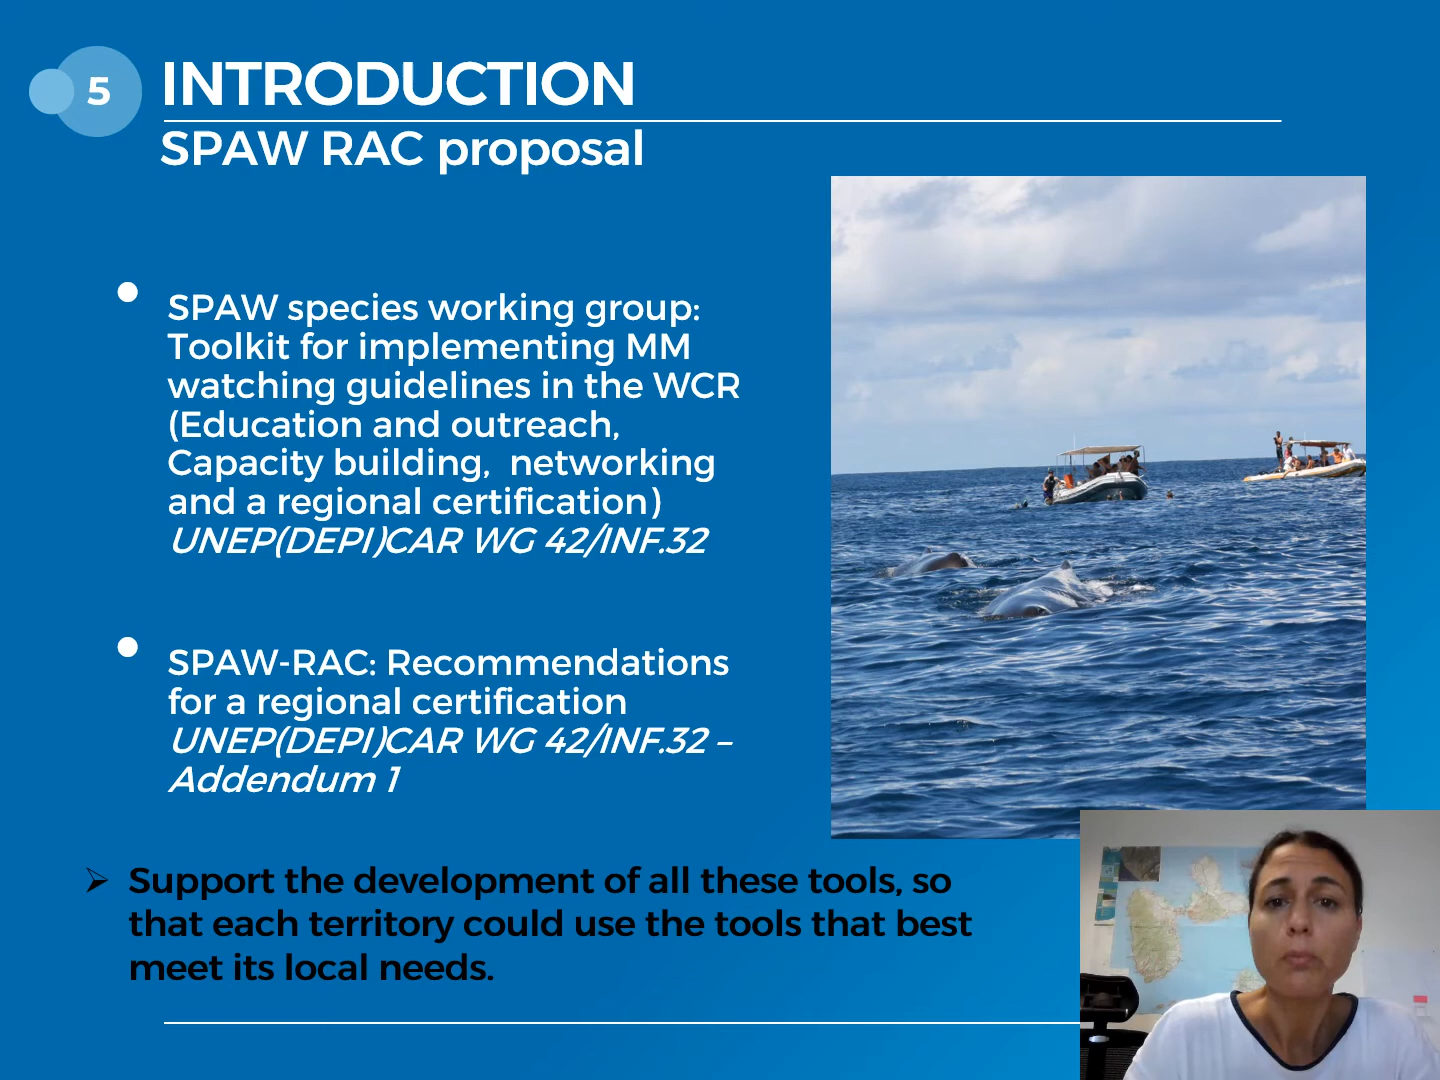 5
INTRODUCTION
SPAW RAC proposal
• SPAW species working group:
Toolkit for implementing MM
watching guidelines in the WCR
(Education and outreach,
Capacity building, networking
and a regional certification)
UNEP(DEPI)CAR WG 42/INF.32
• SPAW-RAC: Recommendations
for a regional certification
UNEP(DEPI)CAR WG 42/INF.32 –
Addendum 1
➢ Support the development of all these tools, so
that each territory could use the tools that best
meet its local needs.